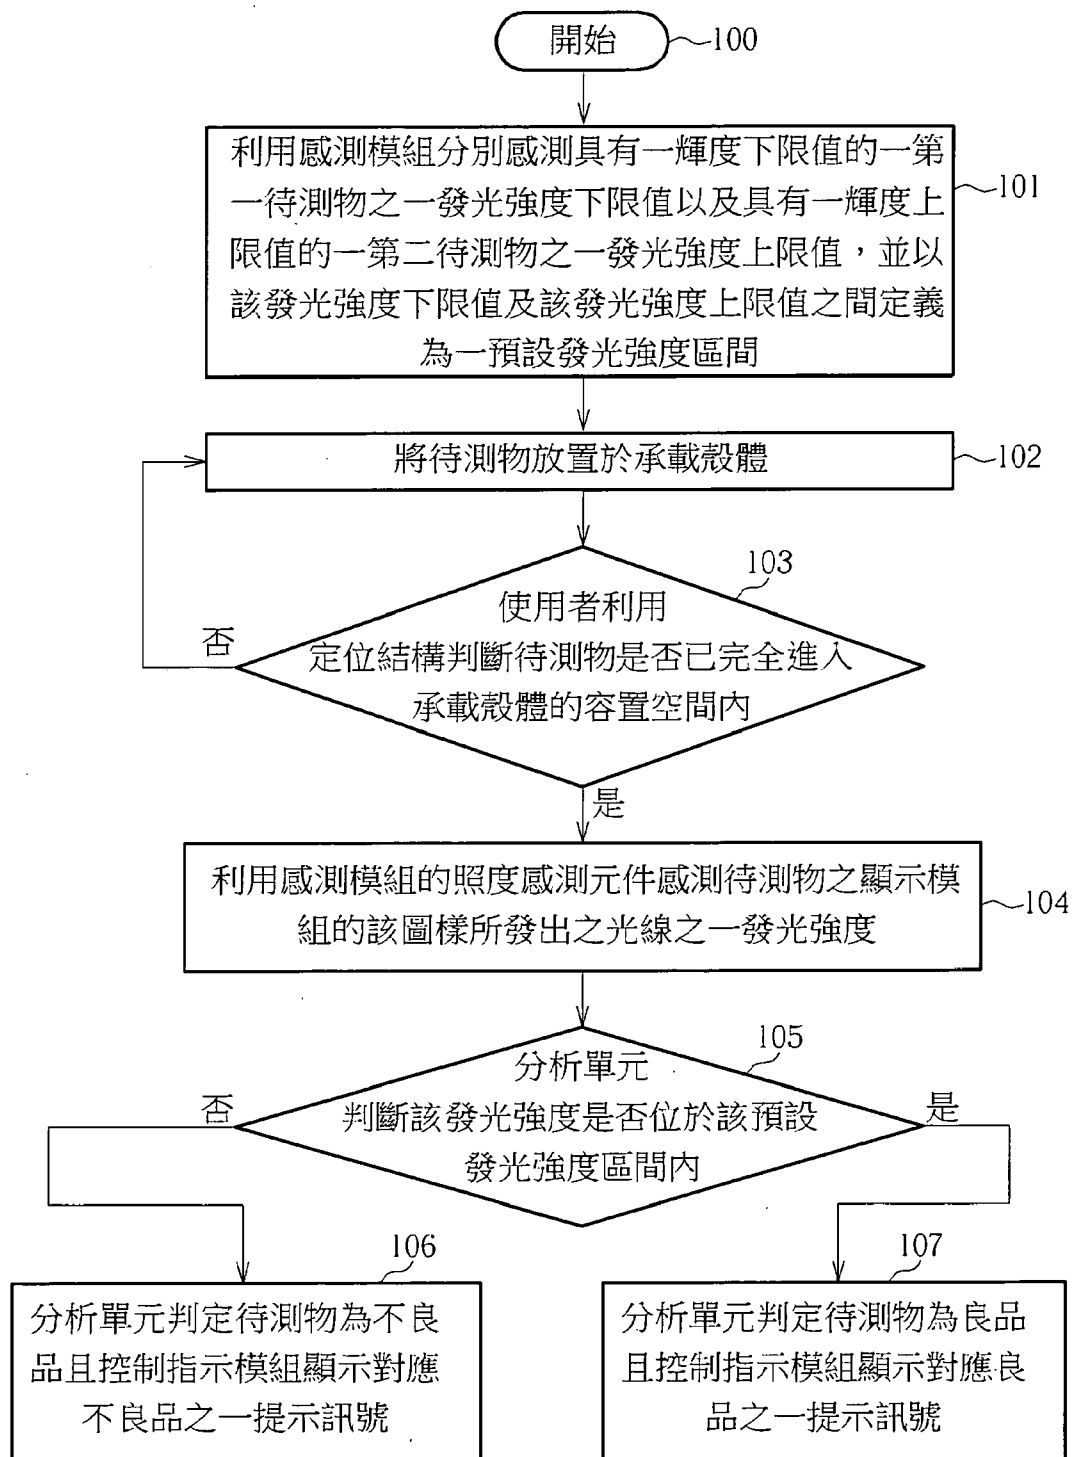 開始
100
利用感測模組分別感測具有一輝度下限值的一第
一待測物之一發光強度下限值以及具有一輝度上
限值的一第二待測物之一發光強度上限值，並以
該發光強度下限值及該發光強度上限值之間定義
為一預設發光強度區間
101
將待測物放置於承載殼體
102
103
使用者利用
定位結構判斷待測物是否已完全進入
承載殼體的容置空間內
否
是
利用感測模組的照度感測元件感測待測物之顯示模
組的該圖樣所發出之光線之一發光強度
104
105
分析單元
判斷該發光強度是否位於該預設
發光強度區間內
否
是
106
分析單元判定待測物為不良
品且控制指示模組顯示對應
不良品之一提示訊號
107
分析單元判定待測物為良品
且控制指示模組顯示對應良
品之一提示訊號